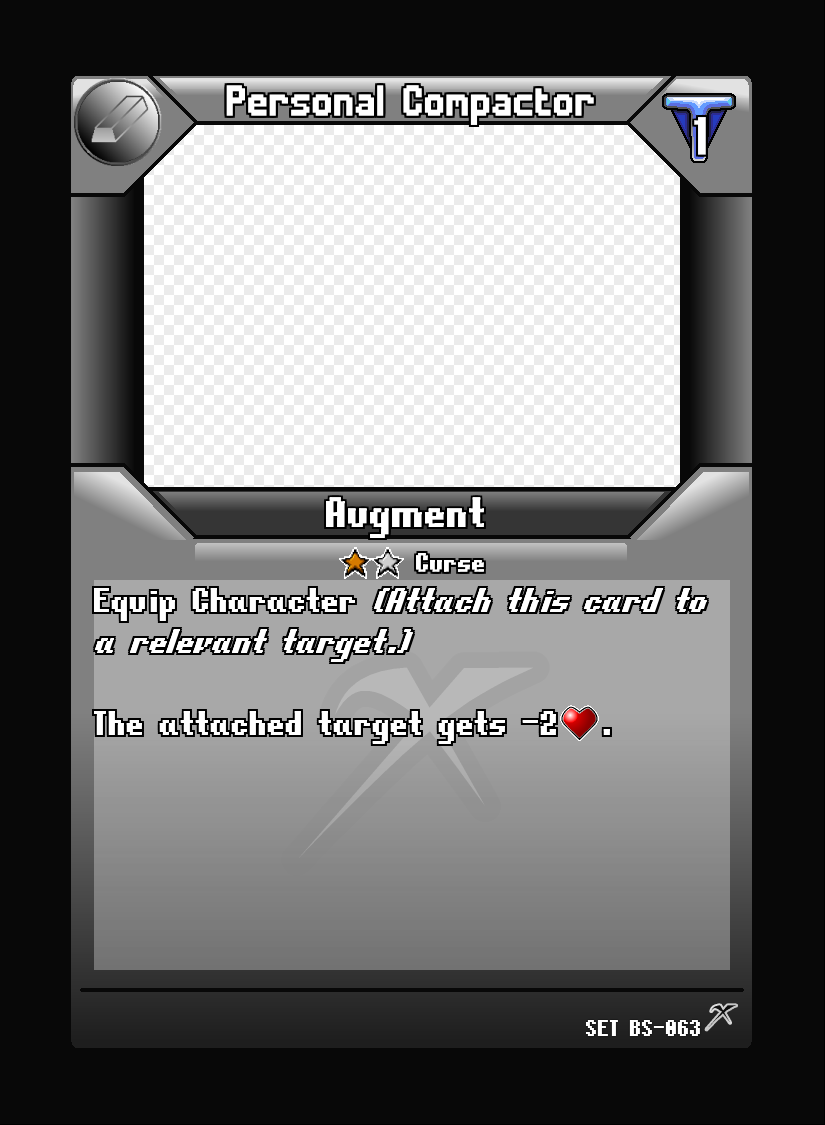 Personal Compactor
1
Augment
Curse
Equip Character (Attach this card to
a relevant target.)
The attached target gets -2❤.
SET BS-063